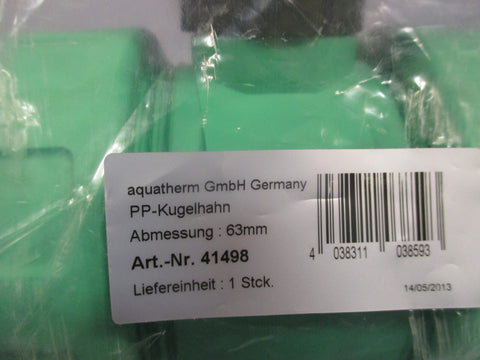 aquatherm GmbH Germany
PP-Kugelhahn
Abmessung : 63mm
Art.-Nr. 41498
Liefereinheit : 1 Stck.
4 038311 038593
14/05/2013